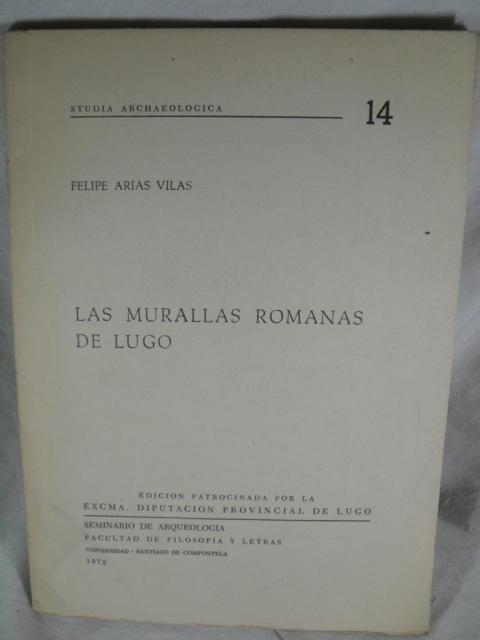 STUDIA ARCHAEOLOGICA
14
FELIPE ARIAS VILAS
LAS MURALLAS ROMANAS
DE LUGO
EDICION PATROCINADA POR LA
EXCMA. DIPUTACION PROVINCIAL DE LUGO
SEMINARIO DE ARQUEOLOGIA
FACULTAD DE FILOSOFIA Y LETRAS
UNIVERSIDAD - SANTIAGO DE COMPOSTELA
1972